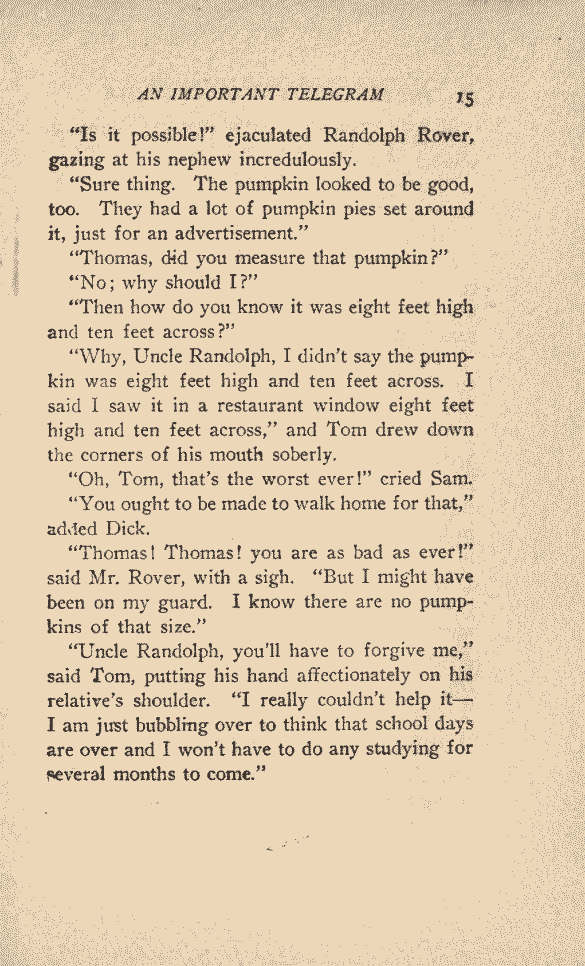 AN IMPORTANT TELEGRAM 15
"Is it possible!" ejaculated Randolph Rover,
gazing at his nephew incredulously.
"Sure thing. The pumpkin looked to be good,
too. They had a lot of pumpkin pies set around
it, just for an advertisement."
"Thomas, did you measure that pumpkin?"
"No; why should I?"
"Then how do you know it was eight feet high
and ten feet across?"
"Why, Uncle Randolph, I didn't say the pump-
kin was eight feet high and ten feet across. I
said I saw it in a restaurant window eight feet
high and ten feet across," and Tom drew down
the corners of his mouth soberly.
"Oh, Tom, that's the worst ever!" cried Sam.
"You ought to be made to walk home for that,"
added Dick.
"Thomas! Thomas! you are as bad as ever!"
said Mr. Rover, with a sigh. "But I might have
been on my guard. I know there are no pump-
kins of that size."
"Uncle Randolph, you'll have to forgive me,"
said Tom, putting his hand affectionately on his
relative's shoulder. "I really couldn't help it—
I am just bubbling over to think that school days
are over and I won't have to do any studying for
several months to come."